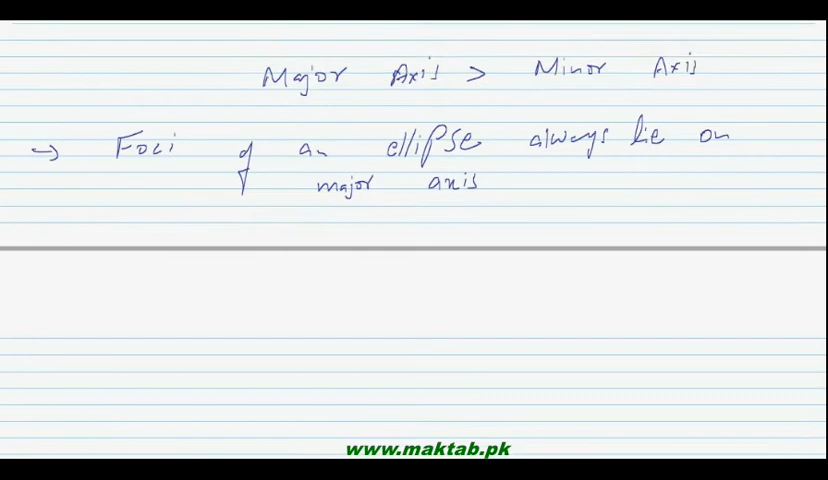 Major Axis > Minor Axis
→ Foci of an ellipse always lie on
major axis
www.maktab.pk